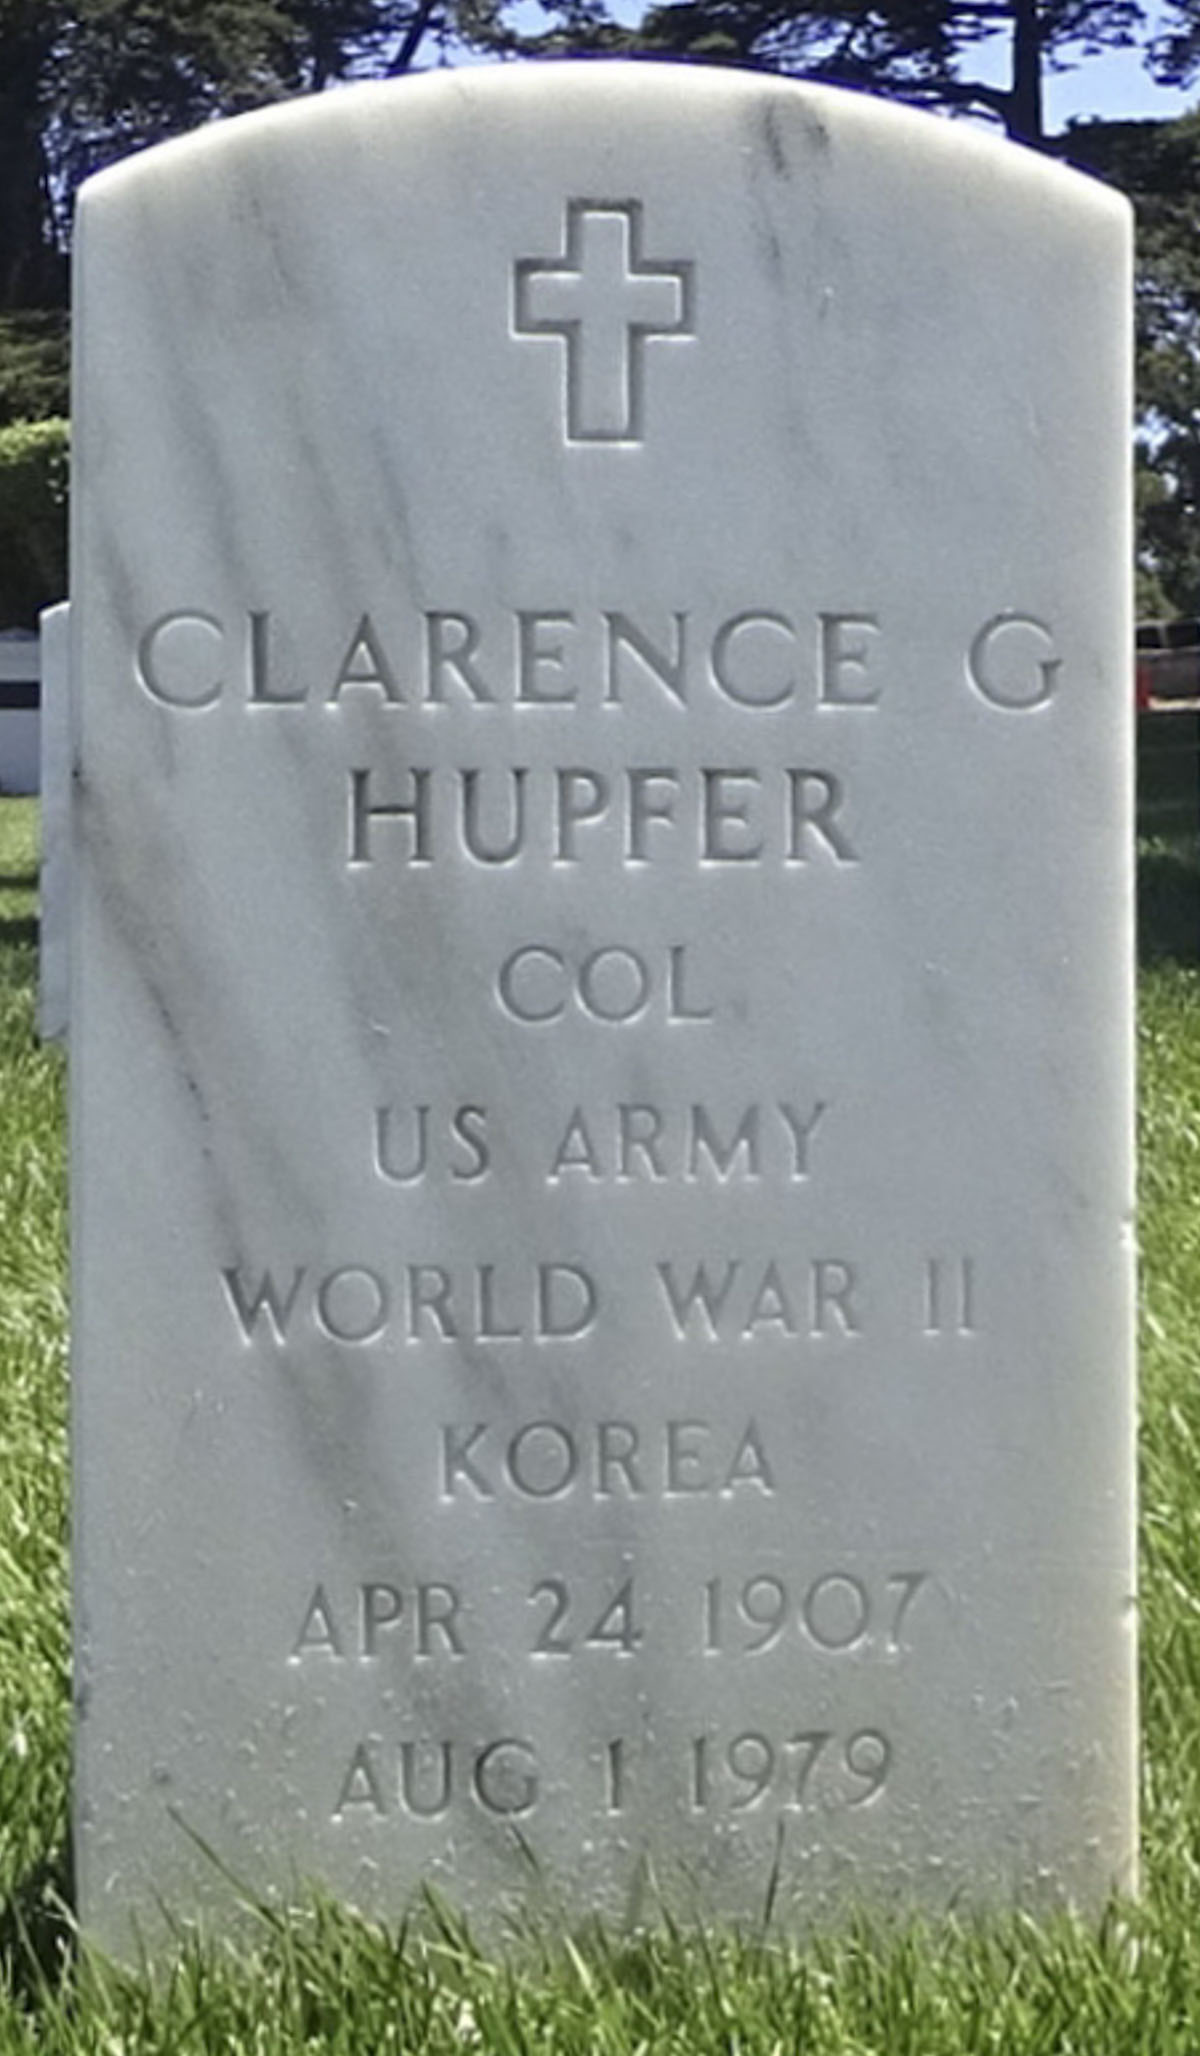 CLARENCE G
HUPFER
COL
US ARMY
WORLD WAR II
KOREA
APR 24 1907
AUG 1 1979